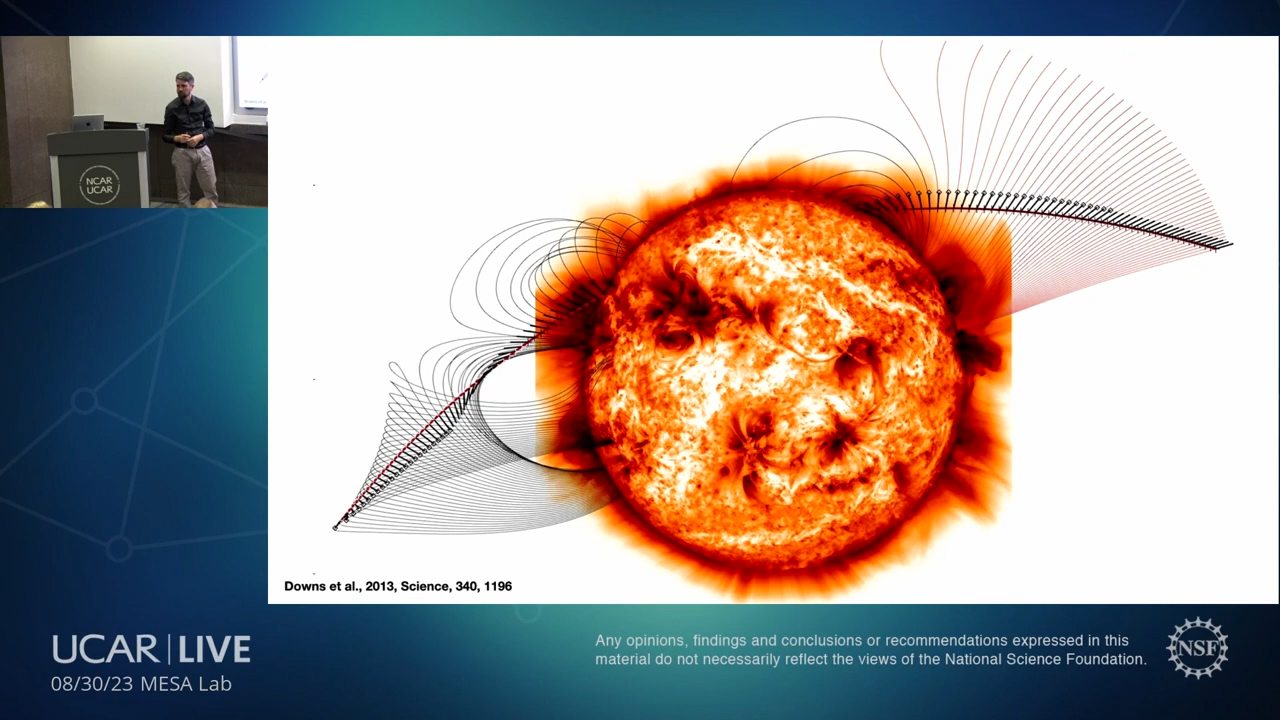 NCAR
UCAR
Downs et al., 2013, Science, 340, 1196
UCAR | LIVE
08/30/23 MESA Lab
Any opinions, findings and conclusions or recommendations expressed in this
material do not necessarily reflect the views of the National Science Foundation.
NSF